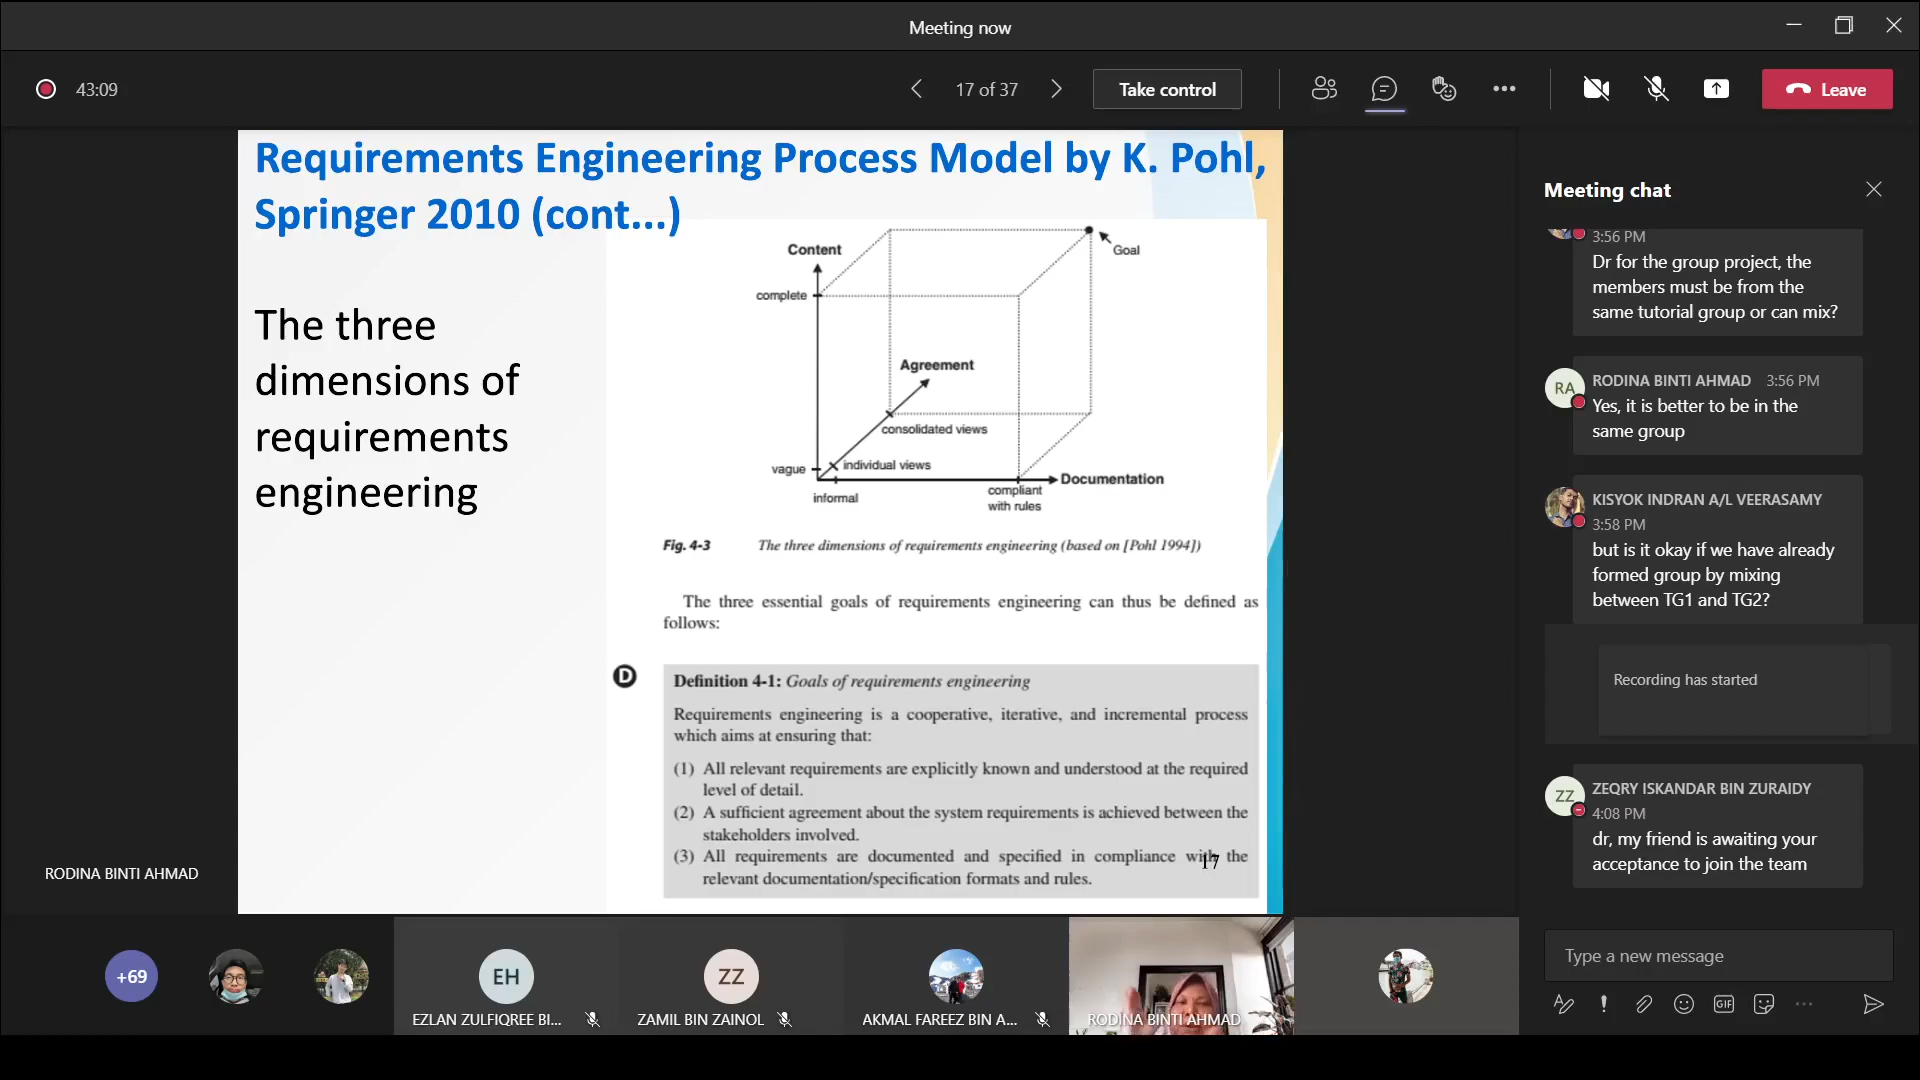 Meeting now
43:09
17 of 37
Take control
Leave
Requirements Engineering Process Model by K. Pohl,
Springer 2010 (cont...)
The three
dimensions of
requirements
engineering
Content
Goal
complete
Agreement
consolidated views
vague
individual views
Documentation
informal
compliant
with rules
Fig. 4-3 The three dimensions of requirements engineering (based on [Pohl 1994])
The three essential goals of requirements engineering can thus be defined as
follows:
D
Definition 4-1: Goals of requirements engineering
Requirements engineering is a cooperative, iterative, and incremental process
which aims at ensuring that:
(1) All relevant requirements are explicitly known and understood at the required
level of detail.
(2) A sufficient agreement about the system requirements is achieved between the
stakeholders involved.
(3) All requirements are documented and specified in compliance with the
relevant documentation/specification formats and rules.
17
RODINA BINTI AHMAD
+69
EH
EZLAN ZULFIQREE BI...
ZZ
ZAMIL BIN ZAINOL
AKMAL FAREEZ BIN A...
RODINA BINTI AHMAD
Meeting chat
3:56 PM
Dr for the group project, the
members must be from the
same tutorial group or can mix?
RA
RODINA BINTI AHMAD 3:56 PM
Yes, it is better to be in the
same group
KISYOK INDRAN A/L VEERASAMY
3:58 PM
but is it okay if we have already
formed group by mixing
between TG1 and TG2?
Recording has started
ZZ
ZEQRY ISKANDAR BIN ZURAIDY
4:08 PM
dr, my friend is awaiting your
acceptance to join the team
Type a new message
GIF